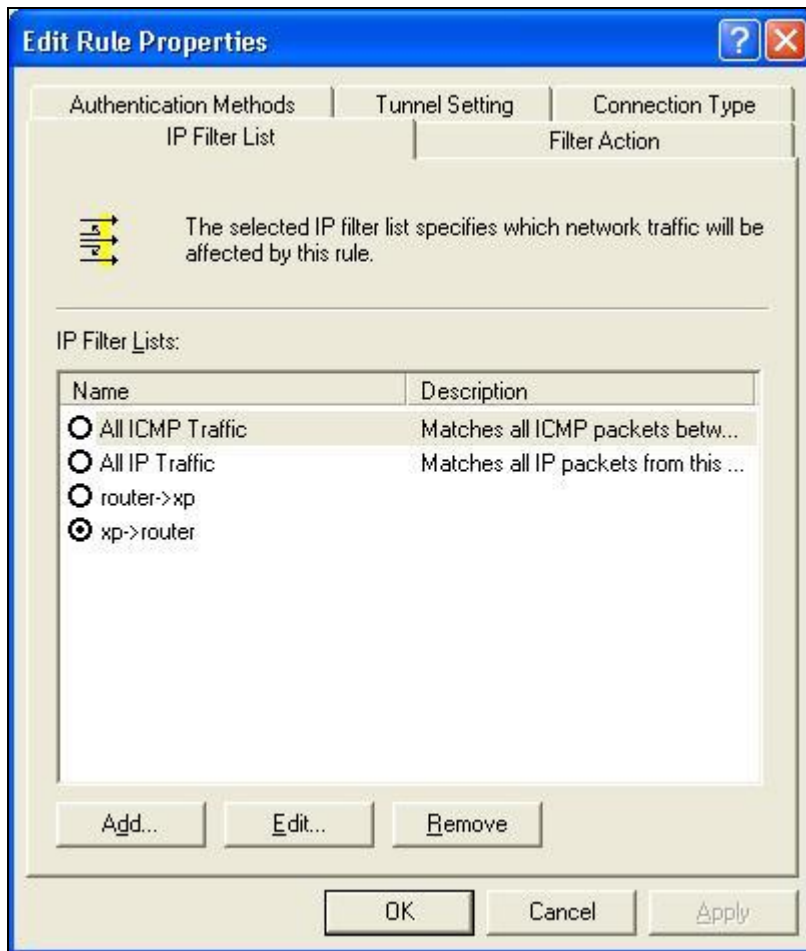 Edit Rule Properties
Authentication Methods Tunnel Setting Connection Type
IP Filter List Filter Action
The selected IP filter list specifies which network traffic will be
affected by this rule.
IP Filter Lists:
Name Description
All ICMP Traffic Matches all ICMP packets betw...
All IP Traffic Matches all IP packets from this ...
router->xp
xp->router
Add... Edit... Remove
OK Cancel Apply